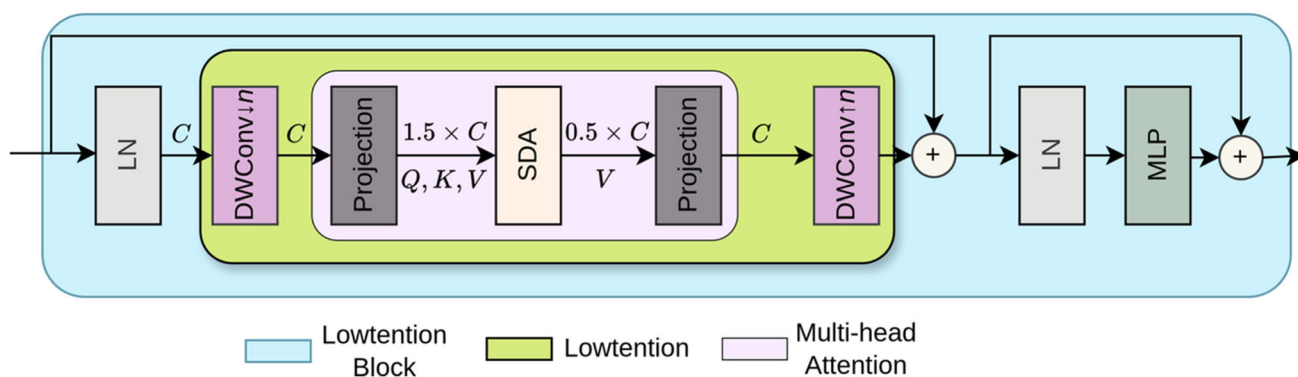 LN
C
DWConv↓n
C
Projection
1.5 × C
Q, K, V
SDA
0.5 × C
V
Projection
C
DWConv↑n
+
LN
MLP
+
Lowtention
Block
Lowtention
Multi-head
Attention